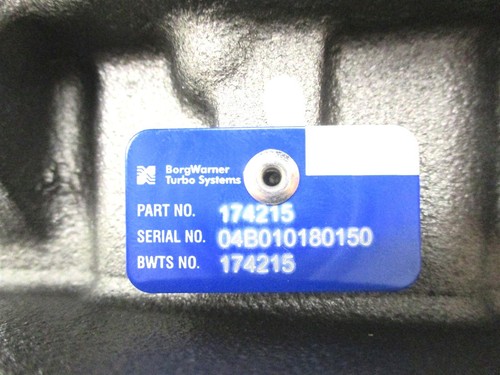 BorgWarner
Turbo Systems
PART NO. 174215
SERIAL NO. 04B010180150
BWTS NO. 174215